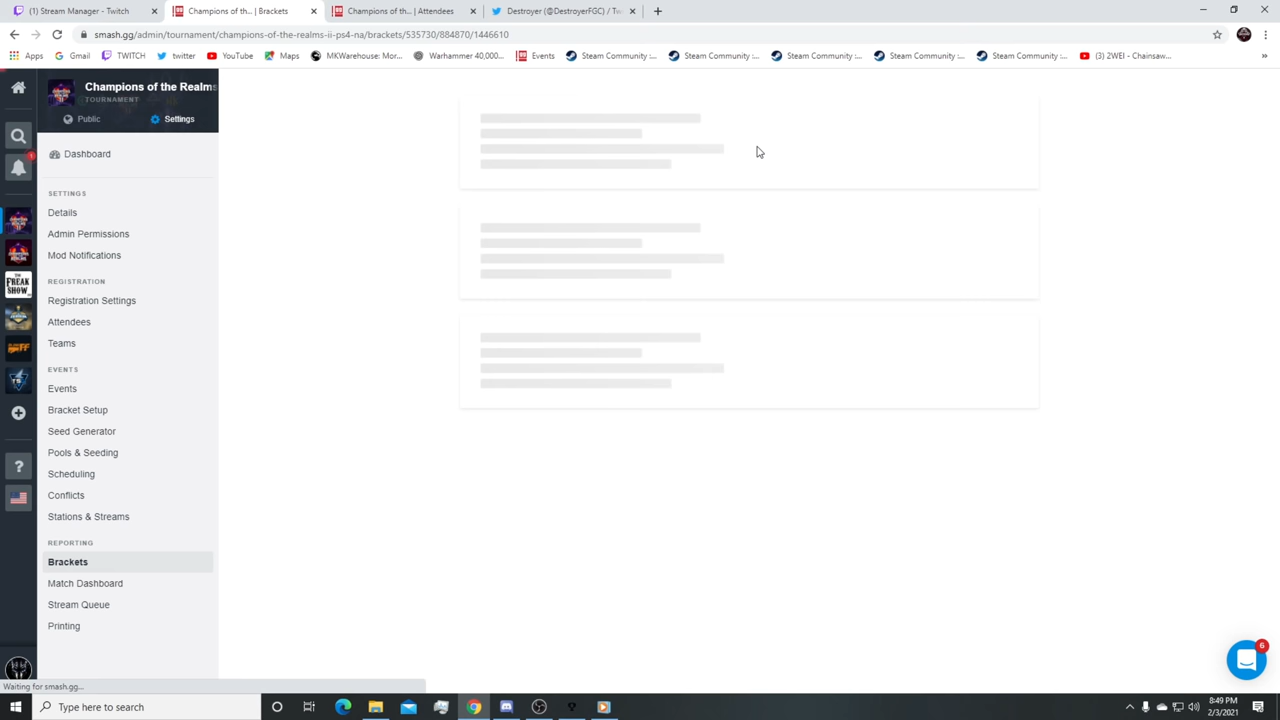 (1) Stream Manager - Twitch
Champions of th... | Brackets
Champions of th... | Attendees
Destroyer (@DestroyerFGC) / Tw
smash.gg/admin/tournament/champions-of-the-realms-ii-ps4-na/brackets/535730/884870/1446610
Apps
Gmail
TWITCH
twitter
YouTube
Maps
MKWarehouse: Mor...
Warhammer 40,000...
Events
Steam Community :...
Steam Community :...
Steam Community :...
Steam Community :...
Steam Community :...
(3) 2WEI - Chainsaw...
»
Champions of the Realms
TOURNAMENT
Public
Settings
Dashboard
SETTINGS
Details
Admin Permissions
Mod Notifications
REGISTRATION
Registration Settings
Attendees
Teams
EVENTS
Events
Bracket Setup
Seed Generator
Pools & Seeding
Scheduling
Conflicts
Stations & Streams
REPORTING
Brackets
Match Dashboard
Stream Queue
Printing
1
THE FREAK SHOW
?
6
Waiting for smash.gg...
Type here to search
8:49 PM
2/3/2021